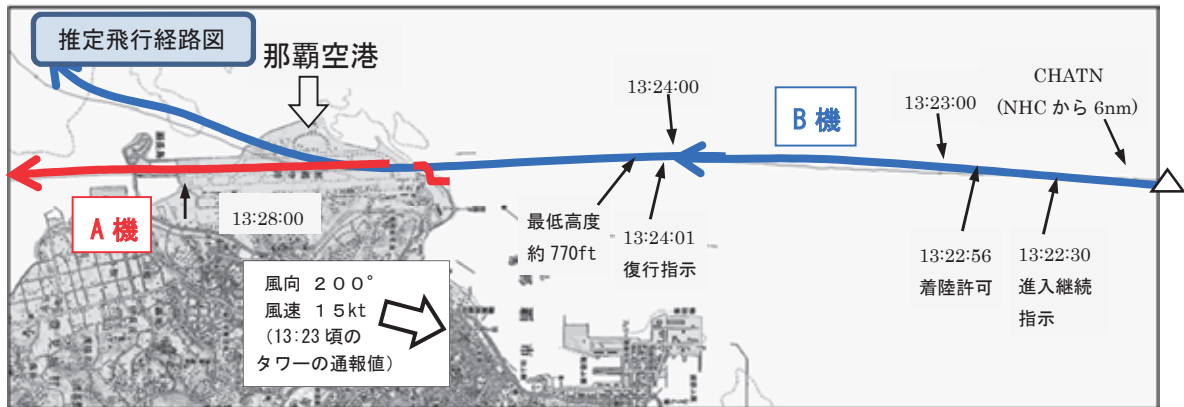 推定飛行経路図
那覇空港
13:24:00
CHATN
(NHC から 6nm)
13:23:00
B 機
A 機
13:28:00
最低高度
約 770ft
13:24:01
復行指示
13:22:56
着陸許可
13:22:30
進入継続
指示
風向 200°
風速 15kt
(13:23 頃の
タワーの通報値)